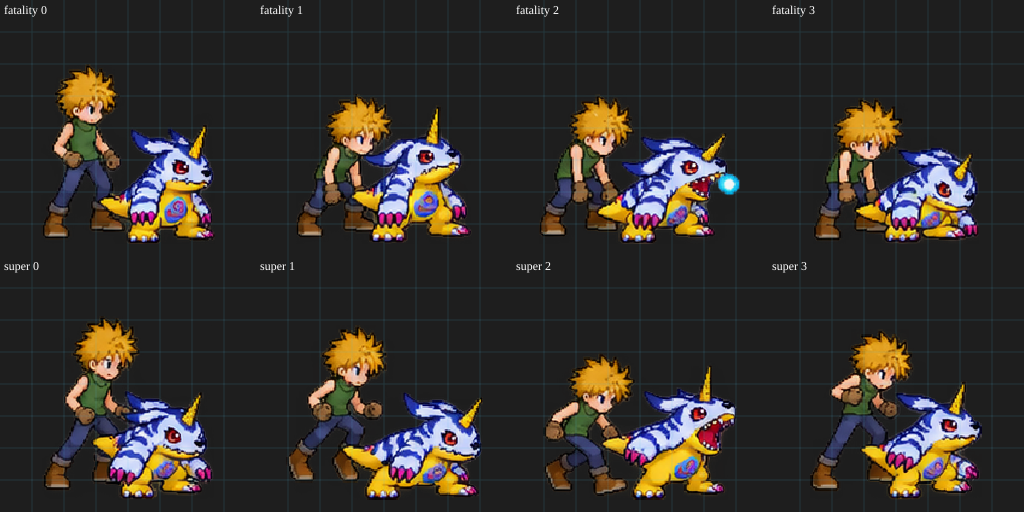 fatality 0
fatality 1
fatality 2
fatality 3
super 0
super 1
super 2
super 3